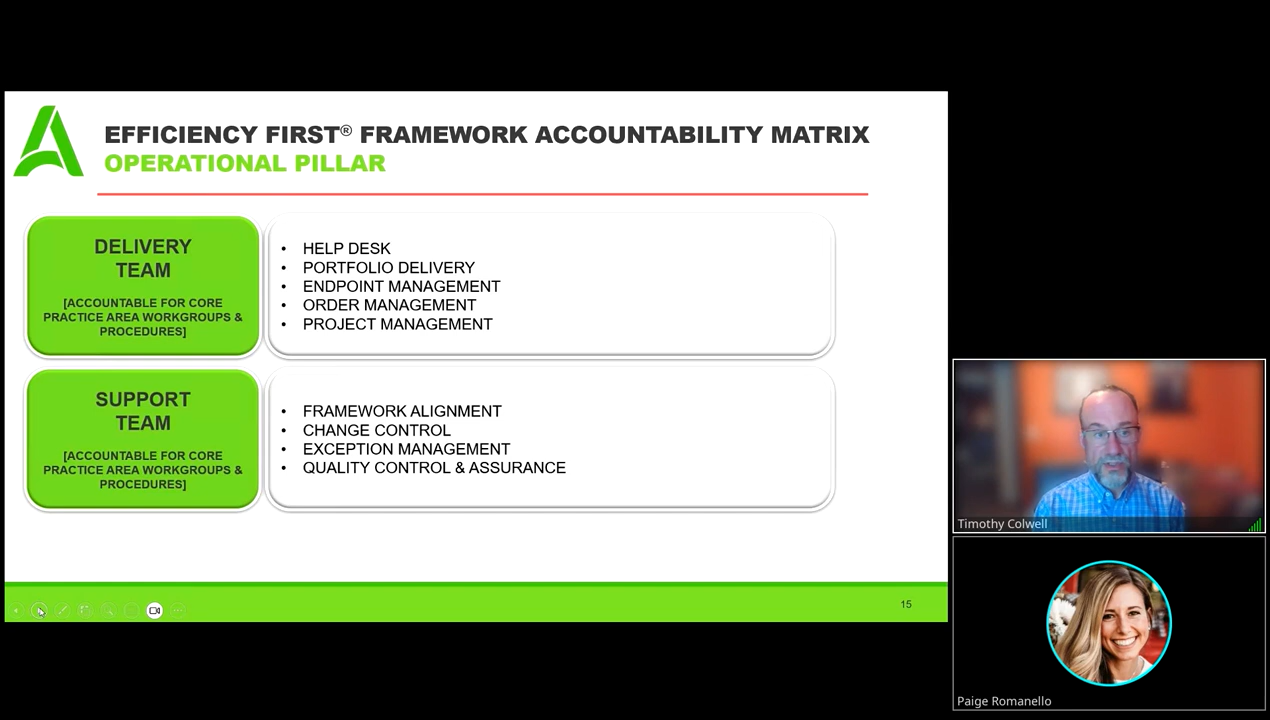 EFFICIENCY FIRST® FRAMEWORK ACCOUNTABILITY MATRIX
OPERATIONAL PILLAR
DELIVERY
TEAM
[ACCOUNTABLE FOR CORE
PRACTICE AREA WORKGROUPS &
PROCEDURES]
• HELP DESK
• PORTFOLIO DELIVERY
• ENDPOINT MANAGEMENT
• ORDER MANAGEMENT
• PROJECT MANAGEMENT
SUPPORT
TEAM
[ACCOUNTABLE FOR CORE
PRACTICE AREA WORKGROUPS &
PROCEDURES]
• FRAMEWORK ALIGNMENT
• CHANGE CONTROL
• EXCEPTION MANAGEMENT
• QUALITY CONTROL & ASSURANCE
15
Timothy Colwell
Paige Romanello